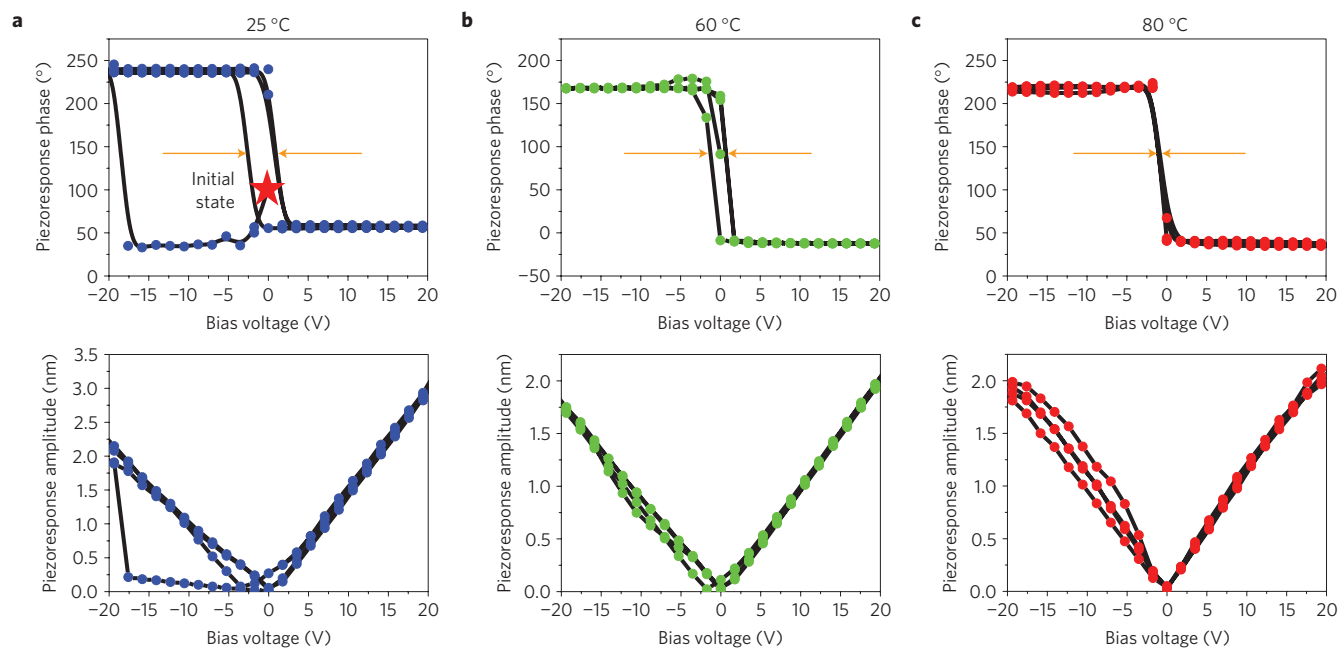 a
25 °C
Piezoresponse phase (°)
250
200
150
100
50
0
Initial
state
−20 −15 −10 −5 0 5 10 15 20
Bias voltage (V)
b
60 °C
Piezoresponse phase (°)
200
150
100
50
0
−50
−20 −15 −10 −5 0 5 10 15 20
Bias voltage (V)
c
80 °C
Piezoresponse phase (°)
250
200
150
100
50
0
−20 −15 −10 −5 0 5 10 15 20
Bias voltage (V)
Piezoresponse amplitude (nm)
3.5
3.0
2.5
2.0
1.5
1.0
0.5
0.0
−20 −15 −10 −5 0 5 10 15 20
Bias voltage (V)
Piezoresponse amplitude (nm)
2.0
1.5
1.0
0.5
0.0
−20 −15 −10 −5 0 5 10 15 20
Bias voltage (V)
Piezoresponse amplitude (nm)
2.0
1.5
1.0
0.5
0.0
−20 −15 −10 −5 0 5 10 15 20
Bias voltage (V)